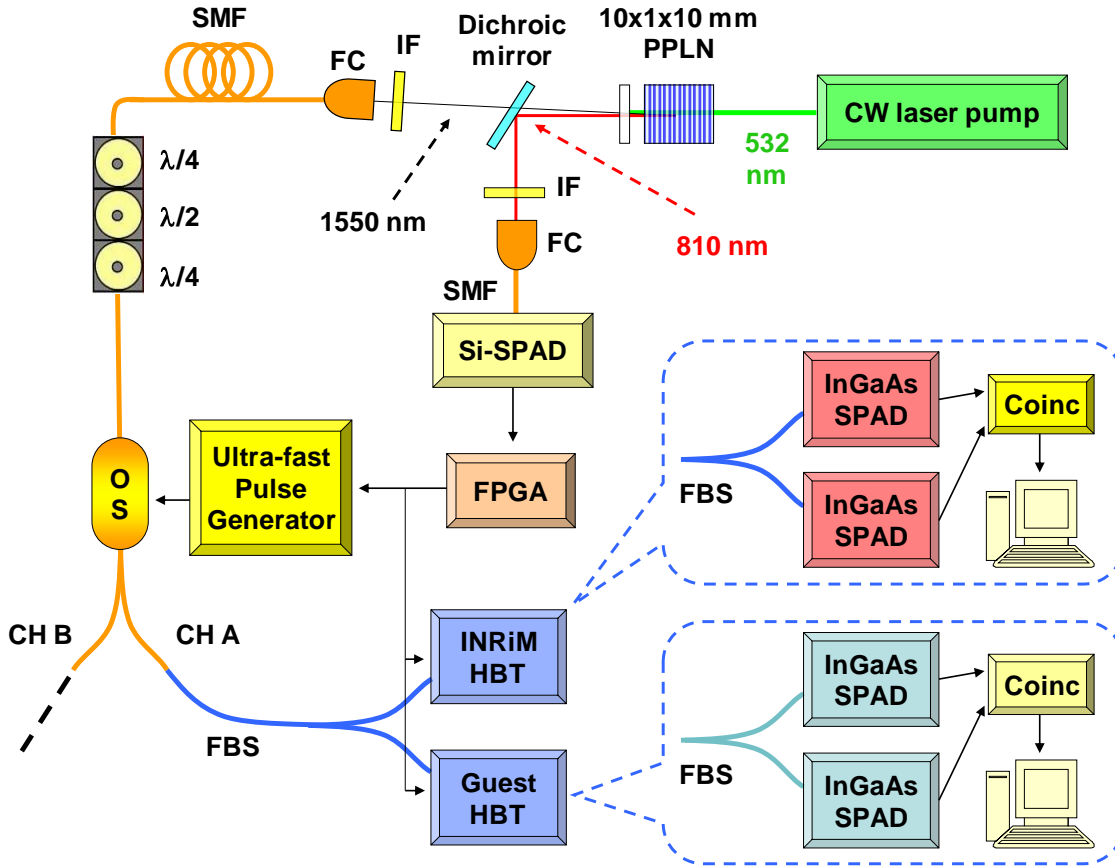 SMF
FC
IF
Dichroic
mirror
10x1x10 mm
PPLN
CW laser pump
532
nm
λ/4
λ/2
λ/4
1550 nm
IF
FC
810 nm
SMF
Si-SPAD
FPGA
Ultra-fast
Pulse
Generator
O
S
CH B
CH A
FBS
INRiM
HBT
Guest
HBT
FBS
InGaAs
SPAD
InGaAs
SPAD
Coinc
FBS
InGaAs
SPAD
InGaAs
SPAD
Coinc